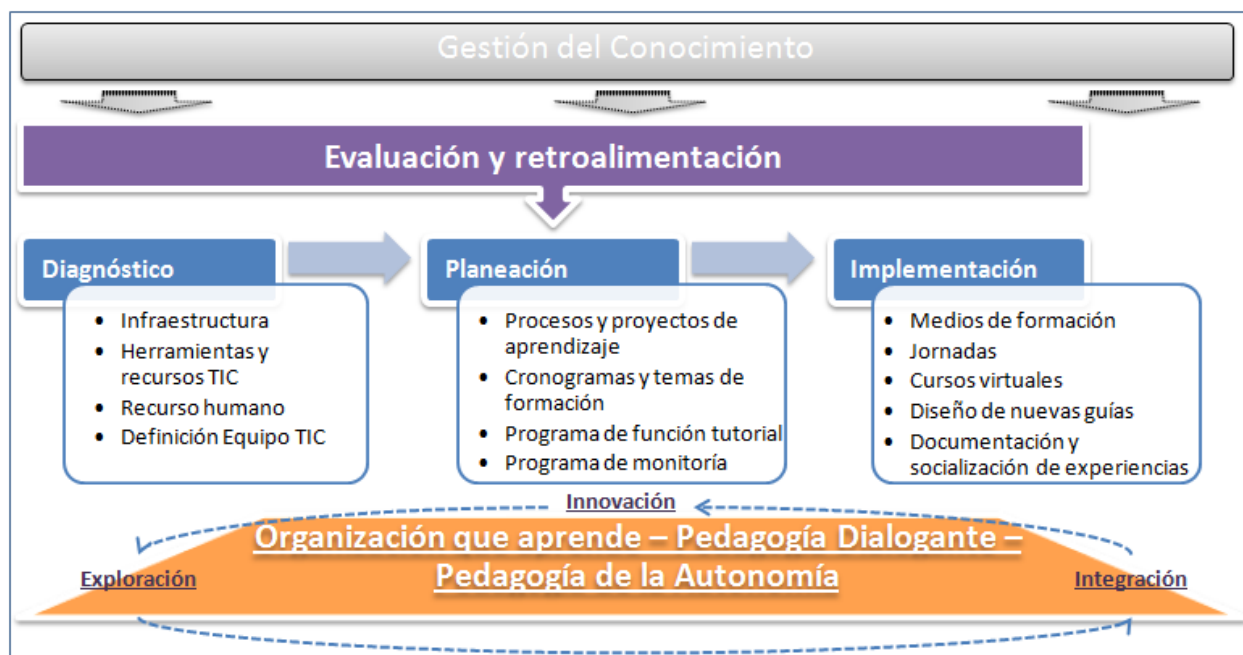 Gestión del Conocimiento
Evaluación y retroalimentación
Diagnóstico
• Infraestructura
• Herramientas y
recursos TIC
• Recurso humano
• Definición Equipo TIC
Planeación
• Procesos y proyectos de
aprendizaje
• Cronogramas y temas de
formación
• Programa de función tutorial
• Programa de monitoría
Implementación
• Medios de formación
• Jornadas
• Cursos virtuales
• Diseño de nuevas guías
• Documentación y
socialización de experiencias
Innovación
Organización que aprende – Pedagogía Dialogante –
Pedagogía de la Autonomía
Exploración
Integración